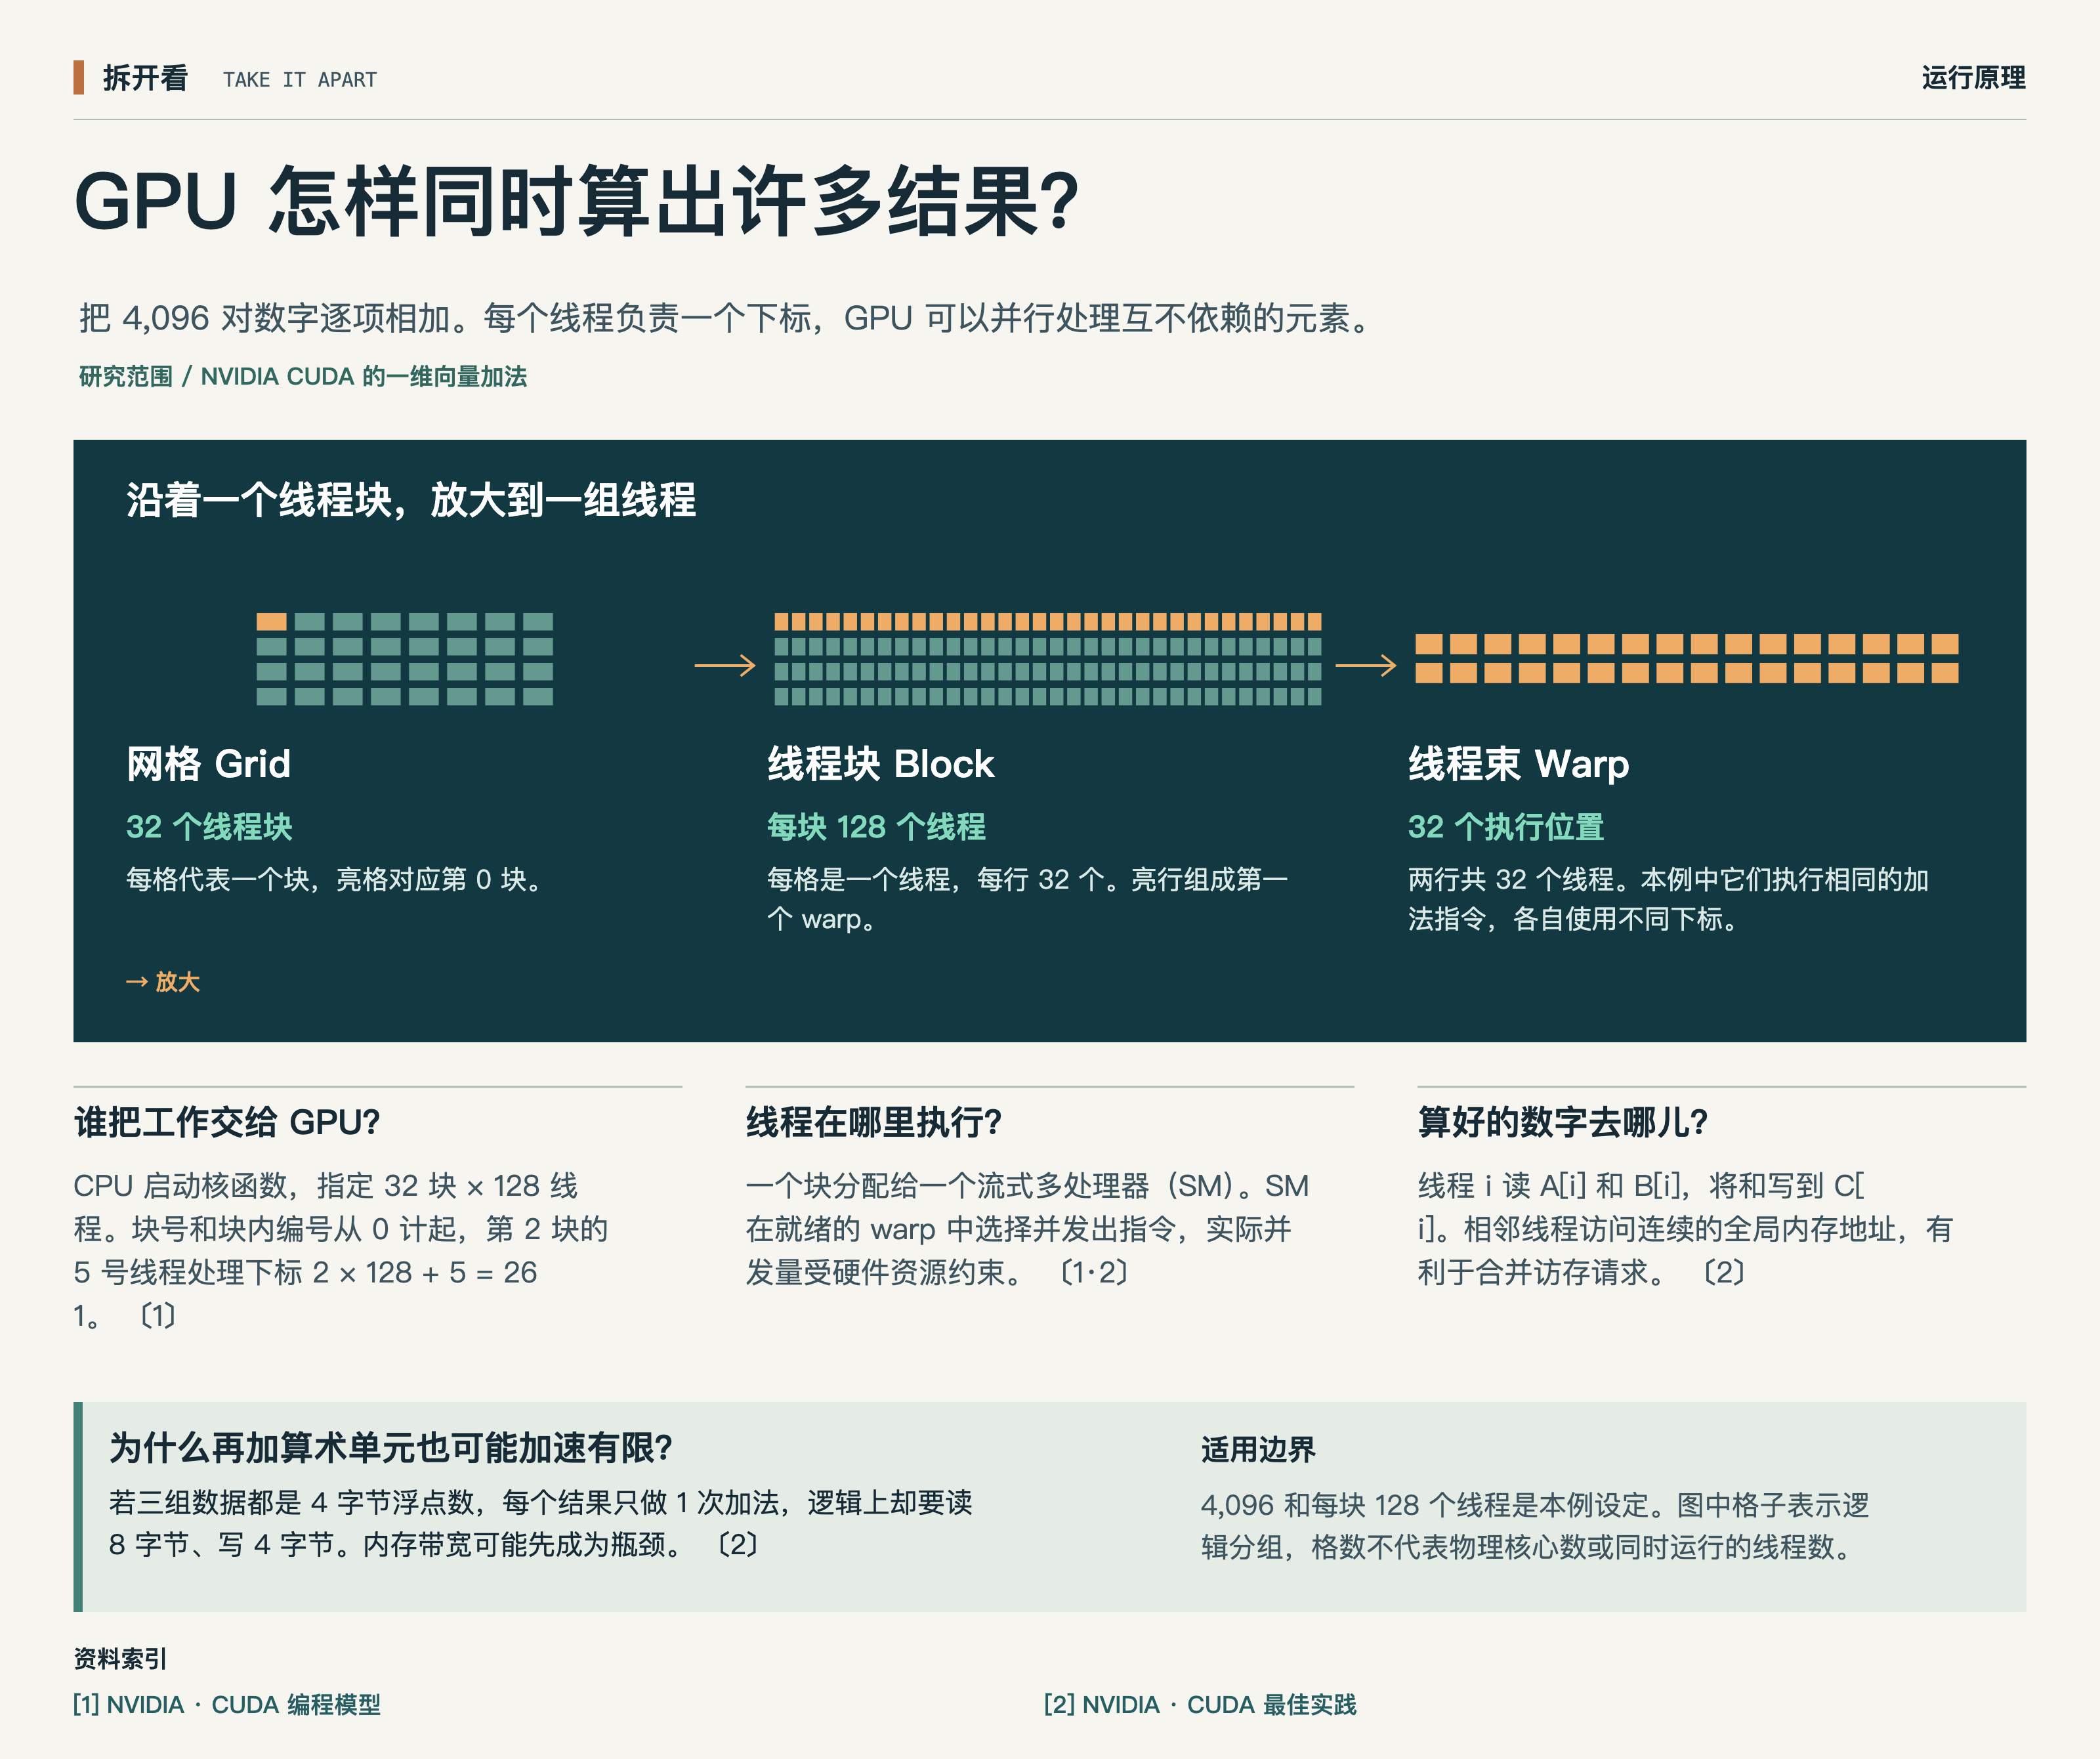 拆开看 TAKE IT APART
运行原理
GPU 怎样同时算出许多结果?
把 4,096 对数字逐项相加。每个线程负责一个下标，GPU 可以并行处理互不依赖的元素。
研究范围 / NVIDIA CUDA 的一维向量加法
沿着一个线程块，放大到一组线程
网格 Grid
32 个线程块
每格代表一个块，亮格对应第 0 块。
→ 放大
线程块 Block
每块 128 个线程
每格是一个线程，每行 32 个。亮行组成第一
个 warp。
线程束 Warp
32 个执行位置
两行共 32 个线程。本例中它们执行相同的加
法指令，各自使用不同下标。
谁把工作交给 GPU?
CPU 启动核函数，指定 32 块 × 128 线
程。块号和块内编号从 0 计起，第 2 块的
5 号线程处理下标 2 × 128 + 5 = 26
1。〔1〕
线程在哪里执行?
一个块分配给一个流式多处理器（SM）。SM
在就绪的 warp 中选择并发出指令，实际并
发量受硬件资源约束。〔1·2〕
算好的数字去哪儿?
线程 i 读 A[i] 和 B[i]，将和写到 C[
i]。相邻线程访问连续的全局内存地址，有
利于合并访存请求。〔2〕
为什么再加算术单元也可能加速有限?
若三组数据都是 4 字节浮点数，每个结果只做 1 次加法，逻辑上却要读
8 字节、写 4 字节。内存带宽可能先成为瓶颈。〔2〕
适用边界
4,096 和每块 128 个线程是本例设定。图中格子表示逻
辑分组，格数不代表物理核心数或同时运行的线程数。
资料索引
[1] NVIDIA · CUDA 编程模型
[2] NVIDIA · CUDA 最佳实践